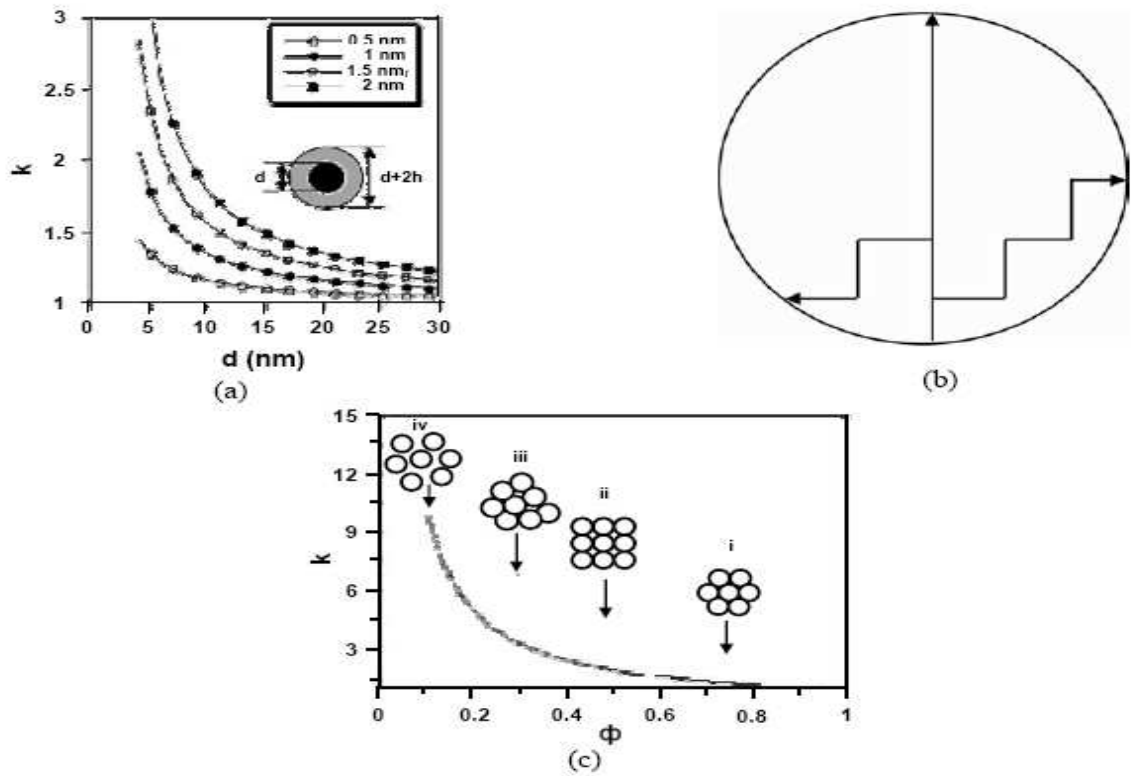 3
2.5
2
1.5
1
k
0.5 nm
1 nm
1.5 nm,
2 nm
d
d+2h
0 5 10 15 20 25 30
d (nm)
(a)
(b)
15
12
9
6
3
k
iv
iii
ii
i
0 0.2 0.4 0.6 0.8 1
Φ
(c)